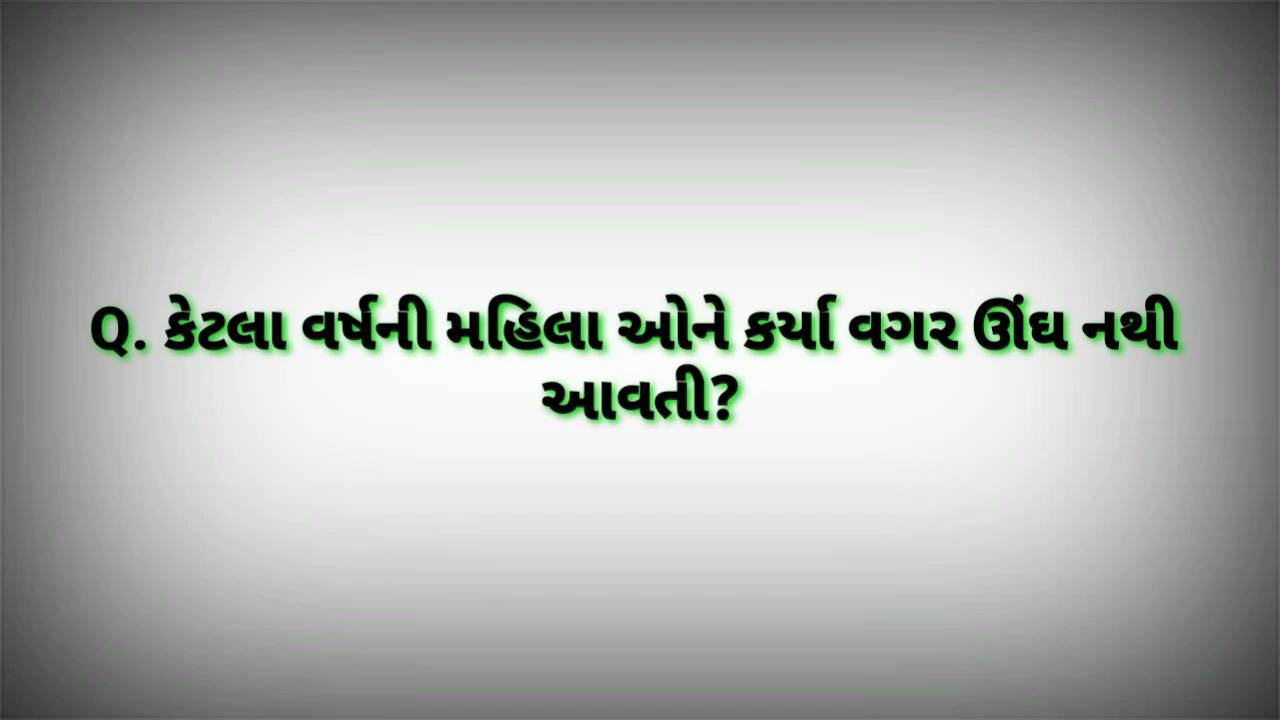 Q. કેટલા વર્ષની મહિલા ઓને કર્યા વગર ઊંઘ નથી
આવતી?